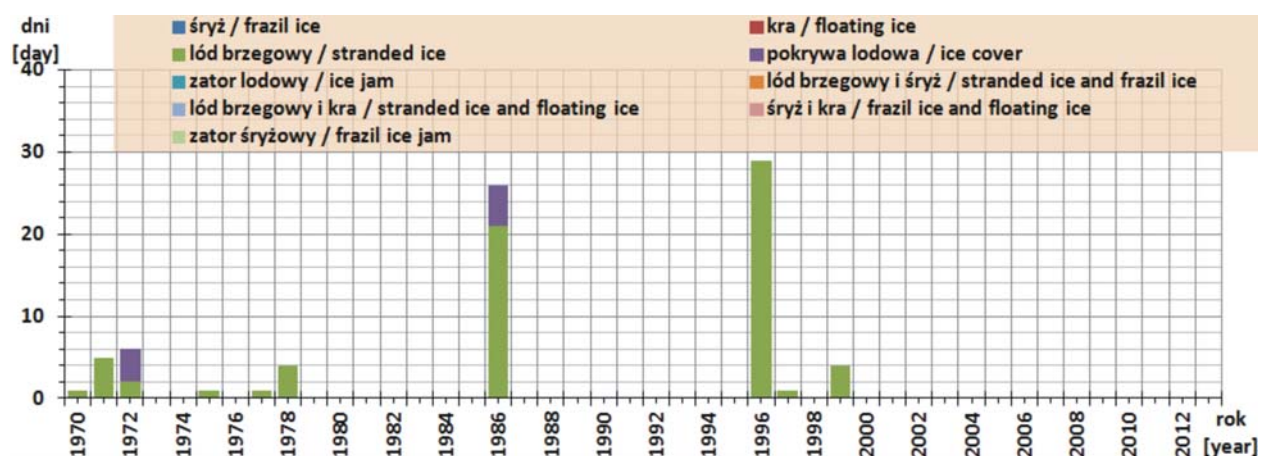 dni
[day]
śryż / frazil ice
kra / floating ice
lód brzegowy / stranded ice
pokrywa lodowa / ice cover
zator lodowy / ice jam
lód brzegowy i śryż / stranded ice and frazil ice
lód brzegowy i kra / stranded ice and floating ice
śryż i kra / frazil ice and floating ice
zator śryżowy / frazil ice jam
40
30
20
10
0
1970
1972
1974
1976
1978
1980
1982
1984
1986
1988
1990
1992
1994
1996
1998
2000
2002
2004
2006
2008
2010
2012
rok
[year]